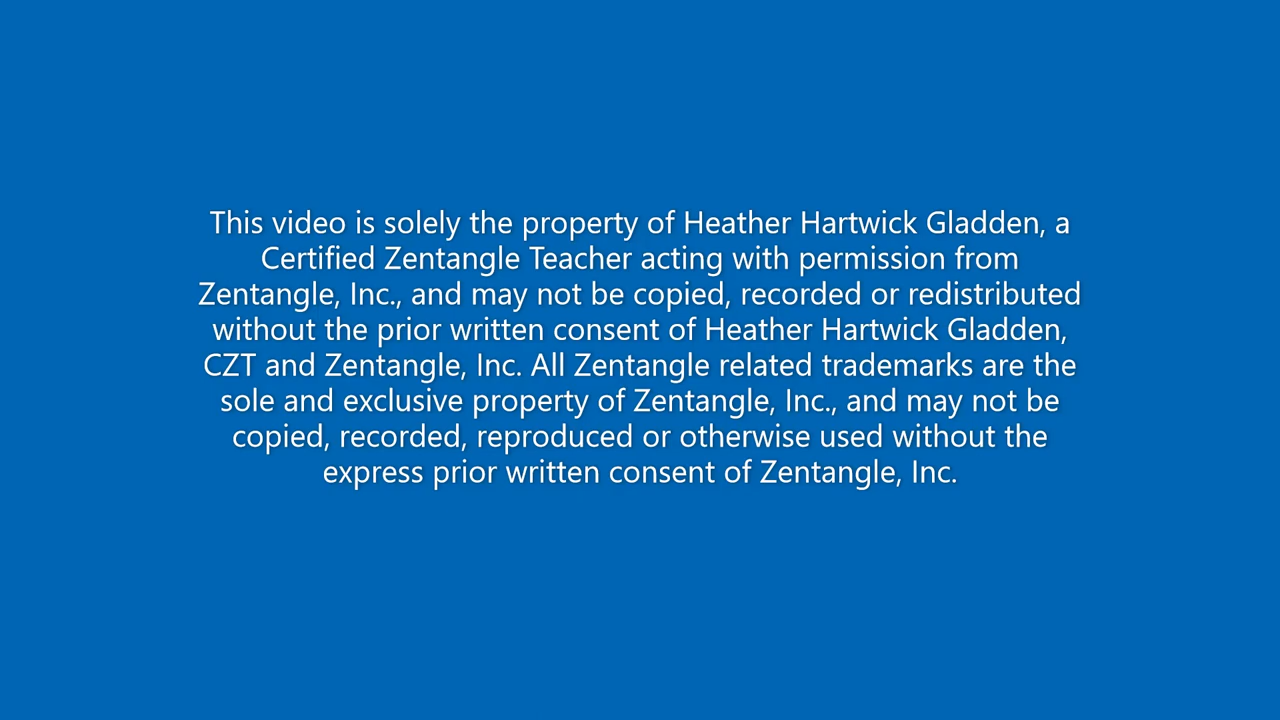 This video is solely the property of Heather Hartwick Gladden, a
Certified Zentangle Teacher acting with permission from
Zentangle, Inc., and may not be copied, recorded or redistributed
without the prior written consent of Heather Hartwick Gladden,
CZT and Zentangle, Inc. All Zentangle related trademarks are the
sole and exclusive property of Zentangle, Inc., and may not be
copied, recorded, reproduced or otherwise used without the
express prior written consent of Zentangle, Inc.